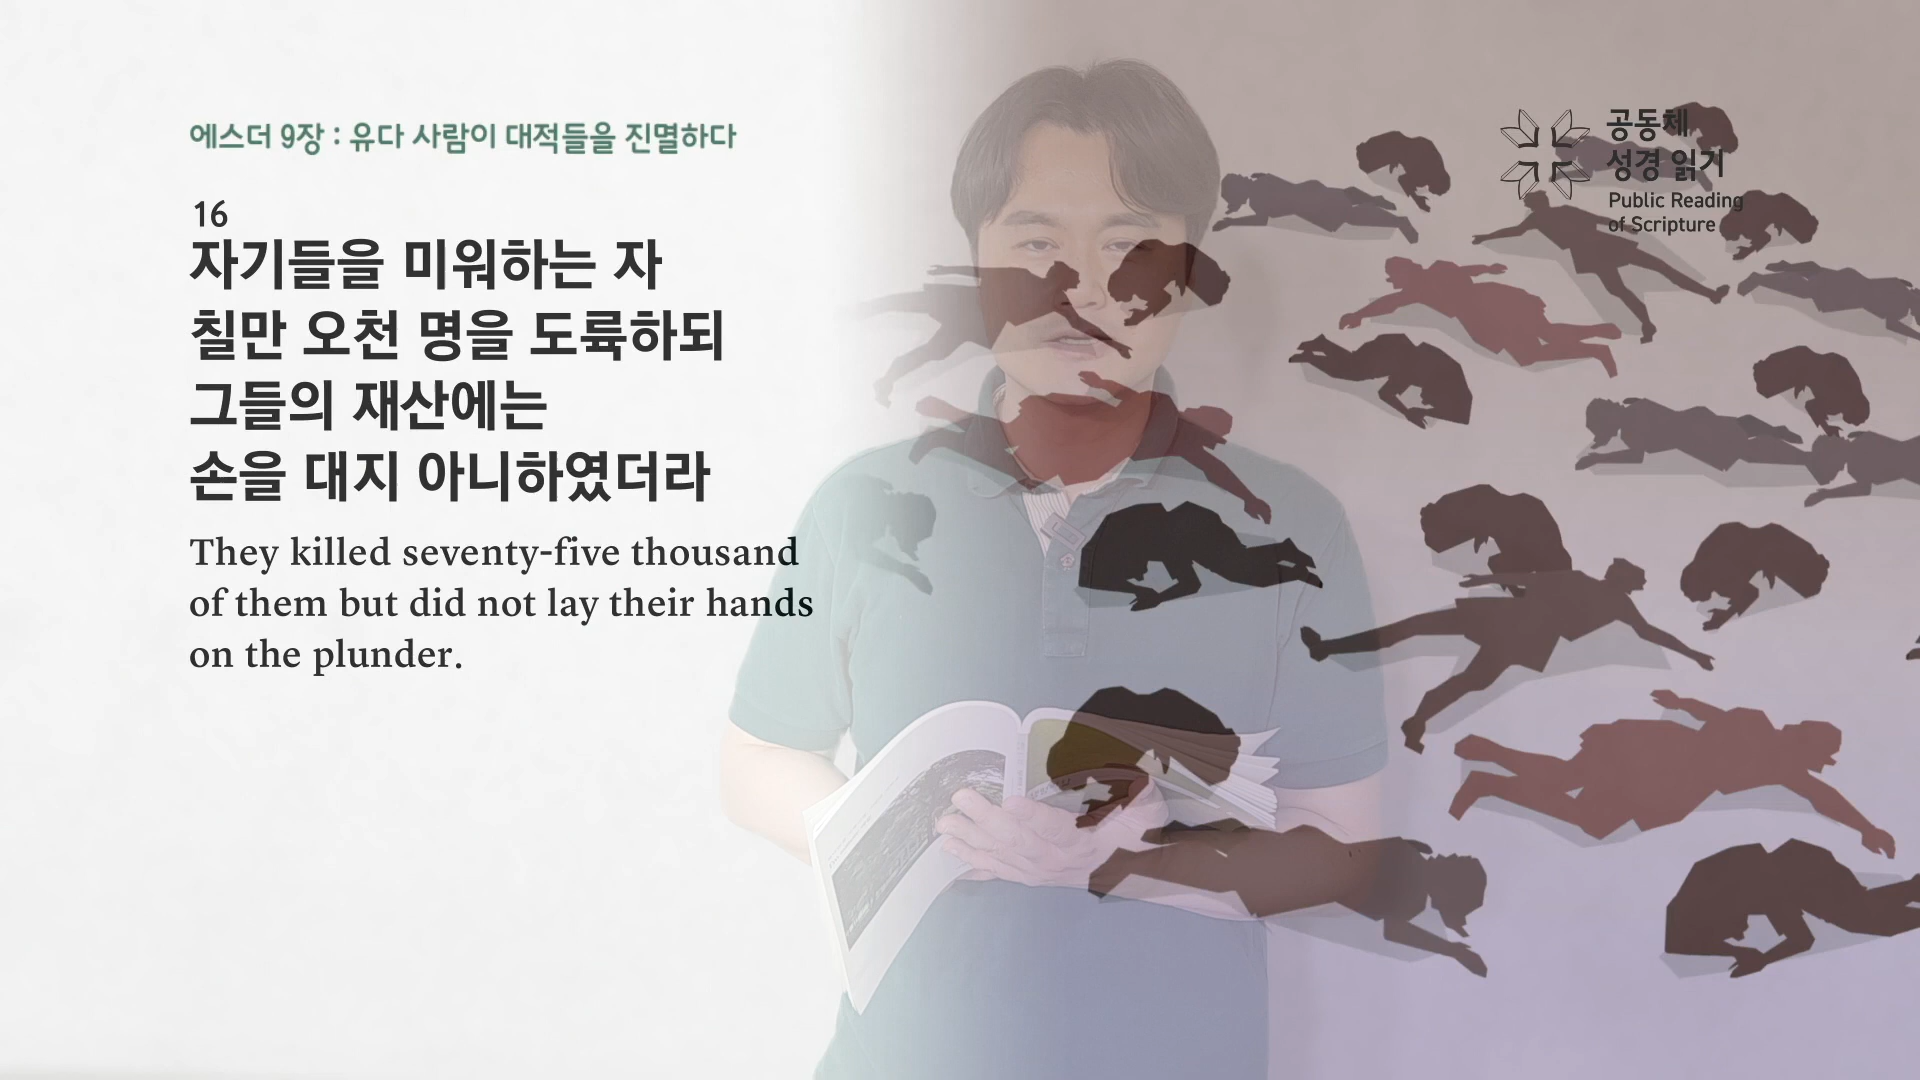 에스더 9장 : 유다 사람이 대적들을 진멸하다
16
자기들을 미워하는 자
칠만 오천 명을 도륙하되
그들의 재산에는
손을 대지 아니하였더라
They killed seventy-five thousand
of them but did not lay their hands
on the plunder.
공동체
성경 읽기
Public Reading
of Scripture